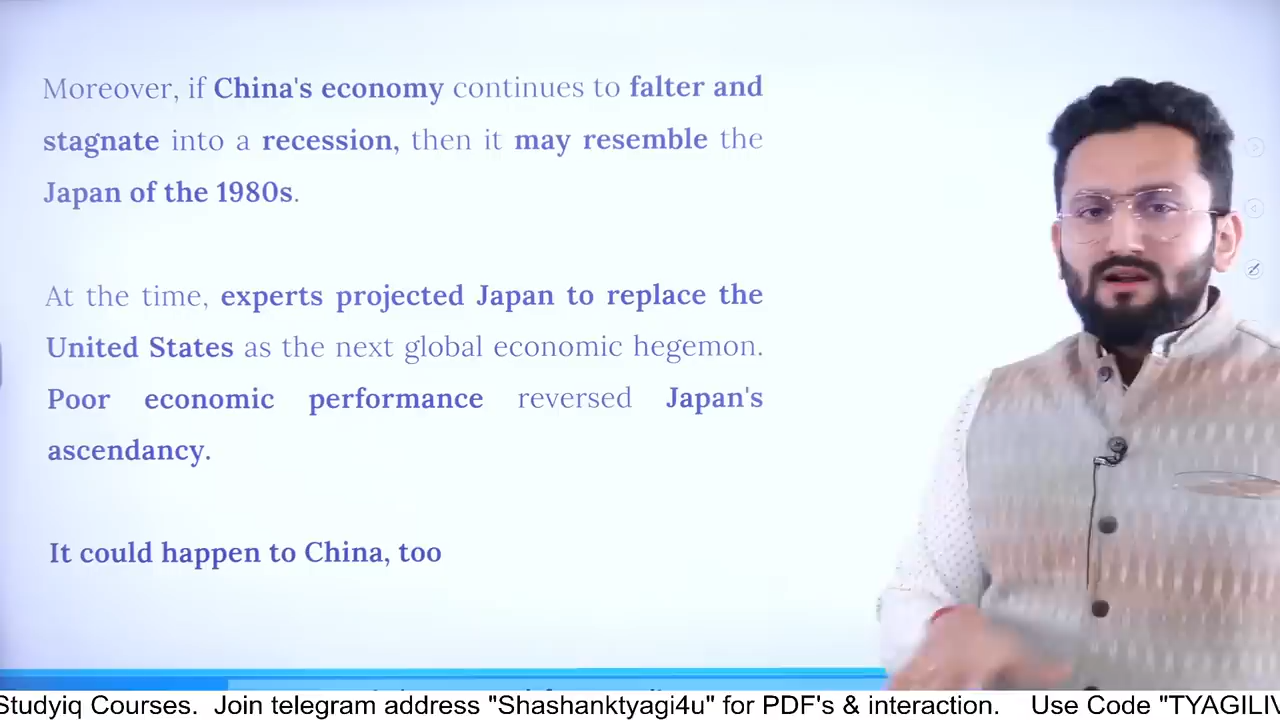 Moreover, if China's economy continues to falter and
stagnate into a recession, then it may resemble the
Japan of the 1980s.
At the time, experts projected Japan to replace the
United States as the next global economic hegemon.
Poor economic performance reversed Japan's
ascendancy.
It could happen to China, too
Studyiq Courses. Join telegram address "Shashanktyagi4u" for PDF's & interaction. Use Code "TYAGILIV